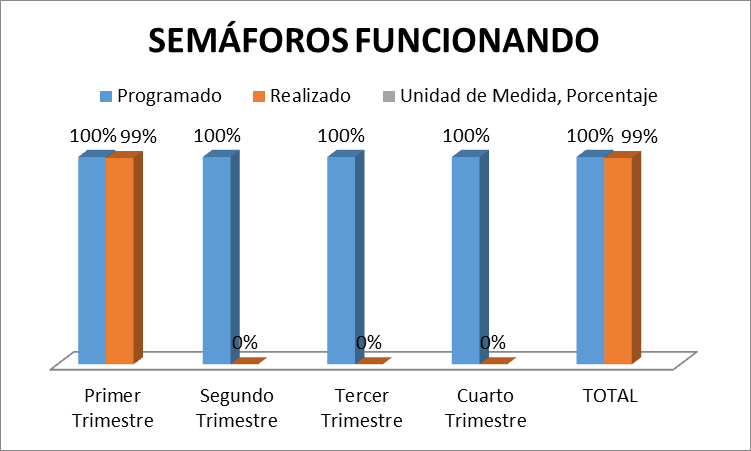 SEMÁFOROS FUNCIONANDO
Programado Realizado Unidad de Medida, Porcentaje
100% 99% 100% 100% 100% 100% 99%
0% 0% 0%
Primer Segundo Tercer Cuarto TOTAL
Trimestre Trimestre Trimestre Trimestre